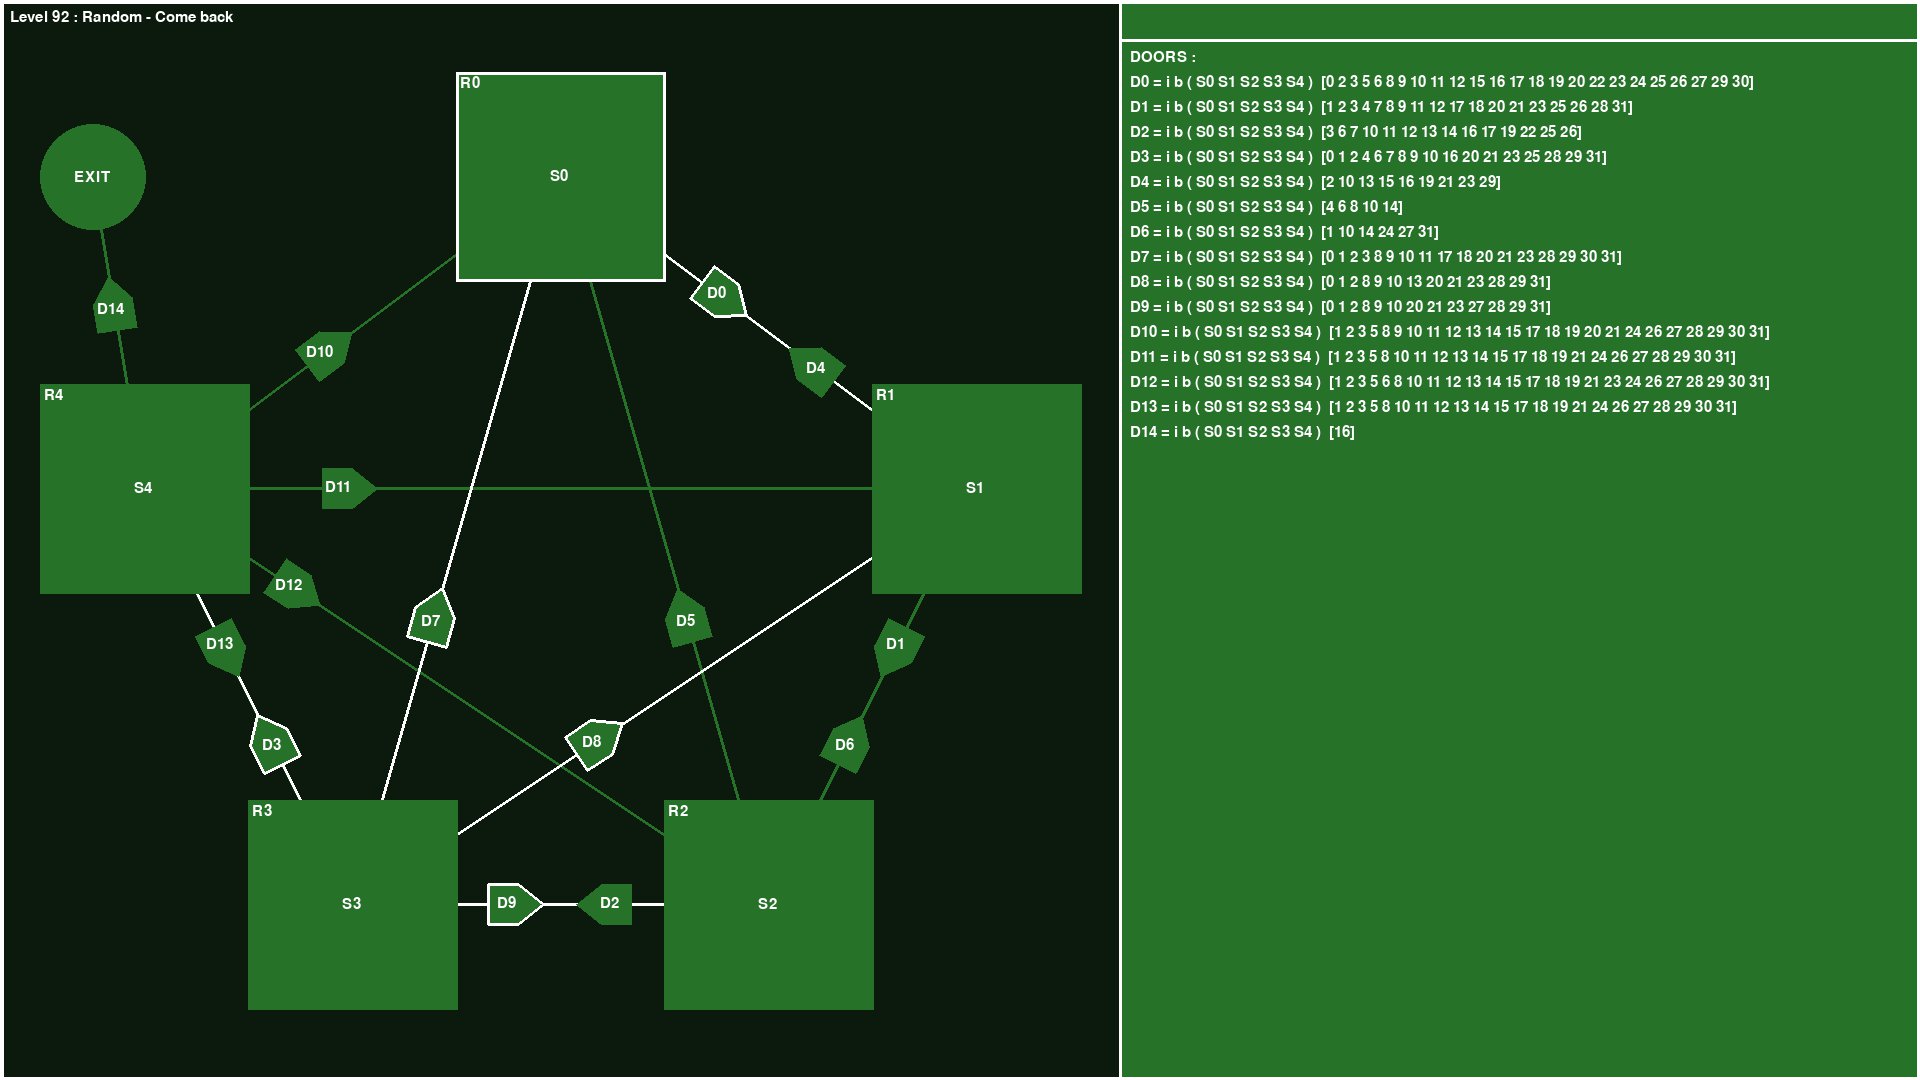 Level 92 : Random - Come back
R0
S0
EXIT
D0
D14
D10
D4
R4
S4
R1
S1
D11
D12
D7
D5
D13
D1
D3
D8
D6
R3
S3
R2
S2
D9
D2
DOORS :
D0 = i b ( S0 S1 S2 S3 S4 ) [0 2 3 5 6 8 9 10 11 12 15 16 17 18 19 20 22 23 24 25 26 27 29 30]
D1 = i b ( S0 S1 S2 S3 S4 ) [1 2 3 4 7 8 9 11 12 17 18 20 21 23 25 26 28 31]
D2 = i b ( S0 S1 S2 S3 S4 ) [3 6 7 10 11 12 13 14 16 17 19 22 25 26]
D3 = i b ( S0 S1 S2 S3 S4 ) [0 1 2 4 6 7 8 9 10 16 20 21 23 25 28 29 31]
D4 = i b ( S0 S1 S2 S3 S4 ) [2 10 13 15 16 19 21 23 29]
D5 = i b ( S0 S1 S2 S3 S4 ) [4 6 8 10 14]
D6 = i b ( S0 S1 S2 S3 S4 ) [1 10 14 24 27 31]
D7 = i b ( S0 S1 S2 S3 S4 ) [0 1 2 3 8 9 10 11 17 18 20 21 23 28 29 30 31]
D8 = i b ( S0 S1 S2 S3 S4 ) [0 1 2 8 9 10 13 20 21 23 28 29 31]
D9 = i b ( S0 S1 S2 S3 S4 ) [0 1 2 8 9 10 20 21 23 27 28 29 31]
D10 = i b ( S0 S1 S2 S3 S4 ) [1 2 3 5 8 9 10 11 12 13 14 15 17 18 19 20 21 24 26 27 28 29 30 31]
D11 = i b ( S0 S1 S2 S3 S4 ) [1 2 3 5 8 10 11 12 13 14 15 17 18 19 21 24 26 27 28 29 30 31]
D12 = i b ( S0 S1 S2 S3 S4 ) [1 2 3 5 6 8 10 11 12 13 14 15 17 18 19 21 23 24 26 27 28 29 30 31]
D13 = i b ( S0 S1 S2 S3 S4 ) [1 2 3 5 8 10 11 12 13 14 15 17 18 19 21 24 26 27 28 29 30 31]
D14 = i b ( S0 S1 S2 S3 S4 ) [16]